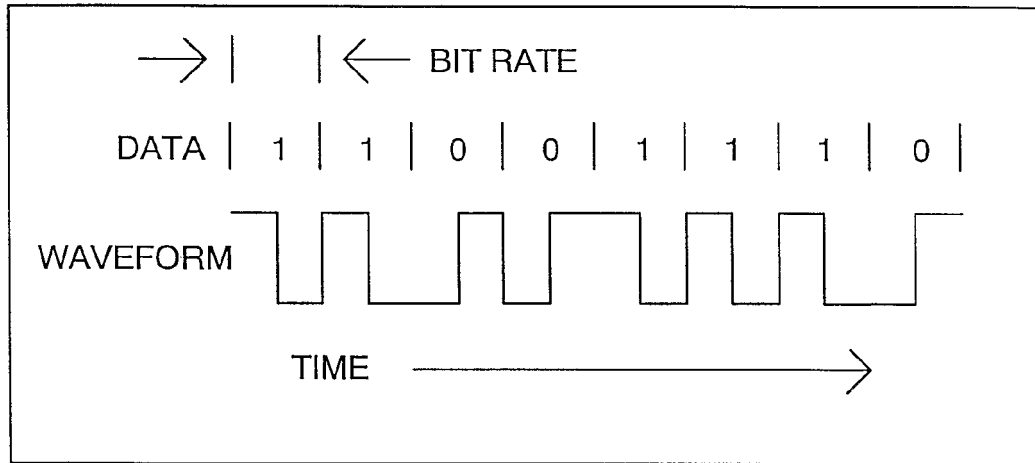 BIT RATE
DATA | 1 | 1 | 0 | 0 | 1 | 1 | 1 | 0 |
WAVEFORM
TIME